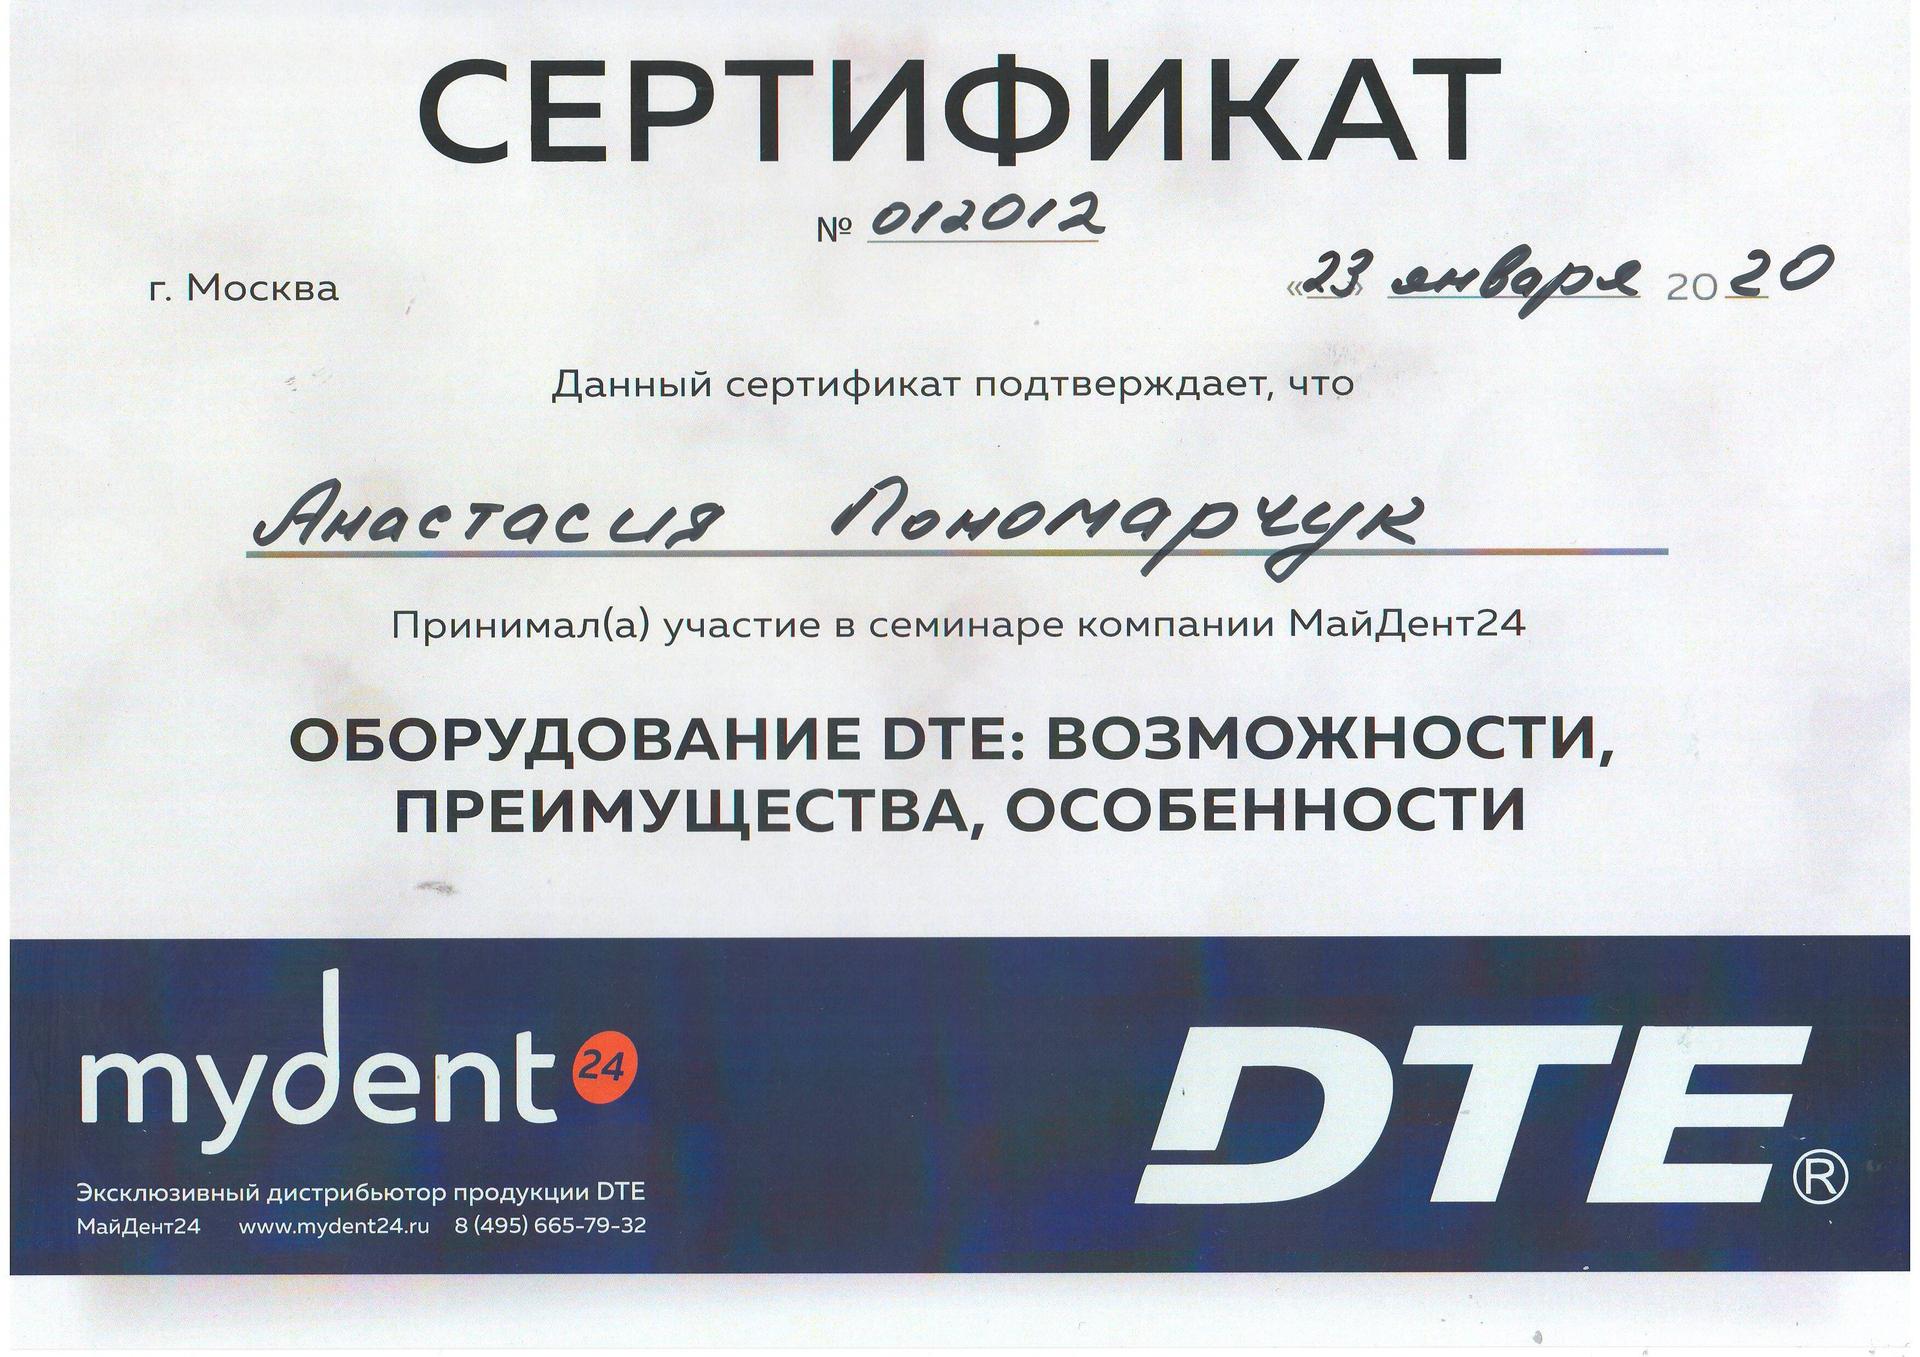 СЕРТИФИКАТ
№ 012012
г. Москва «23» января 2020
Данный сертификат подтверждает, что
Анастасия Пономарчук
Принимал(а) участие в семинаре компании МайДент24
ОБОРУДОВАНИЕ DTE: ВОЗМОЖНОСТИ,
ПРЕИМУЩЕСТВА, ОСОБЕННОСТИ
mydent 24
DTE®
Эксклюзивный дистрибьютор продукции DTE
МайДент24 www.mydent24.ru 8 (495) 665-79-32